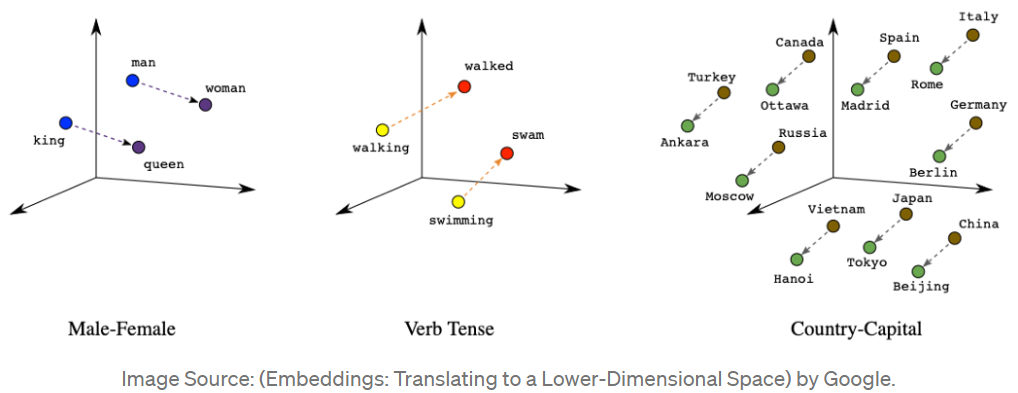 man
woman
king
queen
Male-Female
walked
walking
swam
swimming
Verb Tense
Italy
Canada
Spain
Rome
Turkey
Ottawa
Madrid
Germany
Ankara
Russia
Berlin
Moscow
Vietnam
Japan
China
Tokyo
Hanoi
Beijing
Country-Capital
Image Source: (Embeddings: Translating to a Lower-Dimensional Space) by Google.